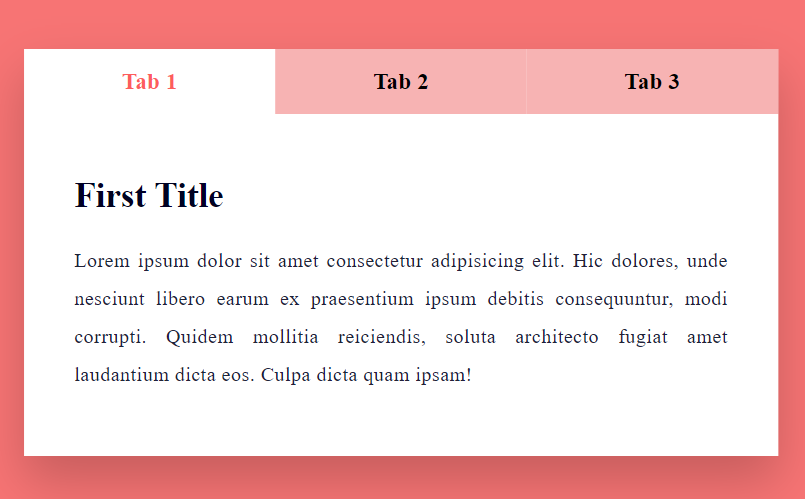 Tab 1 Tab 2 Tab 3
First Title
Lorem ipsum dolor sit amet consectetur adipisicing elit. Hic dolores, unde
nesciunt libero earum ex praesentium ipsum debitis consequuntur, modi
corrupti. Quidem mollitia reiciendis, soluta architecto fugiat amet
laudantium dicta eos. Culpa dicta quam ipsam!